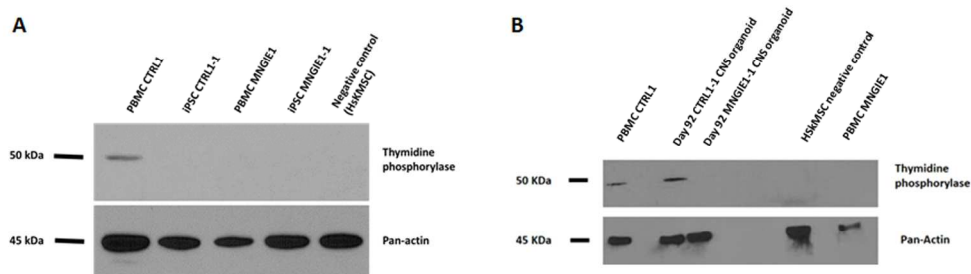 A
PBMC CTRL1
iPSC CTRL1-1
PBMC MNGIE1
iPSC MNGIE1-1
Negative control
(HsKMSC)
50 kDa
Thymidine
phosphorylase
45 kDa
Pan-actin
B
PBMC CTRL1
Day 92 CTRL1-1 CNS organoid
Day 92 MNGIE1-1 CNS organoid
HSkMSC negative control
PBMC MNGIE1
50 KDa
Thymidine
phosphorylase
45 KDa
Pan-actin